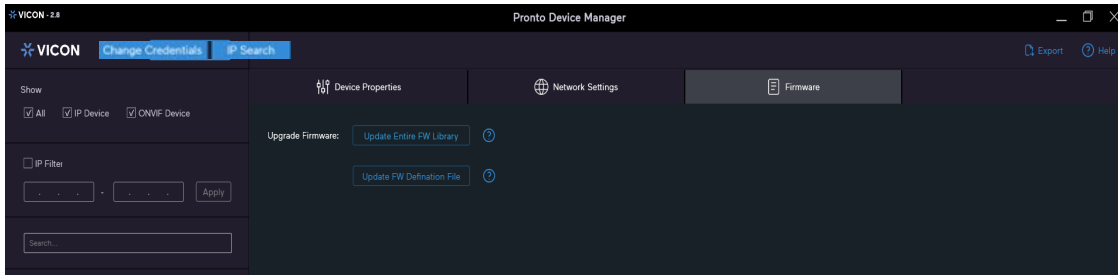 VICON - 2.8 Pronto Device Manager
VICON Change Credentials IP Search Export Help
Device Properties Network Settings Firmware
Show
All IP Device ONVIF Device
Upgrade Firmware: Update Entire FW Library
IP Filter
Update FW Defination File
. . . - . . . Apply
Search...